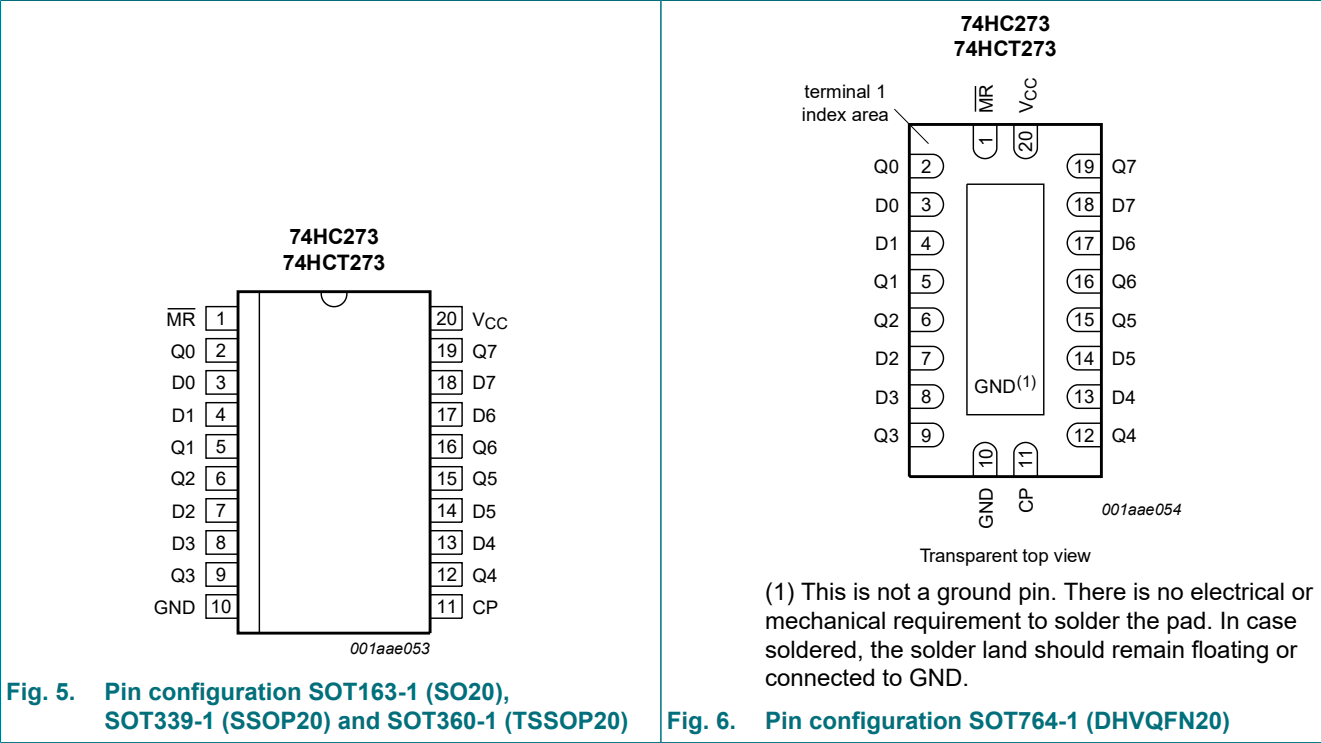 74HC273
74HCT273
MR 1 20 VCC
Q0 2 19 Q7
D0 3 18 D7
D1 4 17 D6
Q1 5 16 Q6
Q2 6 15 Q5
D2 7 14 D5
D3 8 13 D4
Q3 9 12 Q4
GND 10 11 CP
001aae053
Fig. 5. Pin configuration SOT163-1 (SO20),
SOT339-1 (SSOP20) and SOT360-1 (TSSOP20)
74HC273
74HCT273
terminal 1
index area
MR VCC
1 20
Q0 2 19 Q7
D0 3 18 D7
D1 4 17 D6
Q1 5 16 Q6
Q2 6 15 Q5
D2 7 14 D5
D3 8 GND(1) 13 D4
Q3 9 12 Q4
10 11
GND CP
001aae054
Transparent top view
(1) This is not a ground pin. There is no electrical or
mechanical requirement to solder the pad. In case
soldered, the solder land should remain floating or
connected to GND.
Fig. 6. Pin configuration SOT764-1 (DHVQFN20)